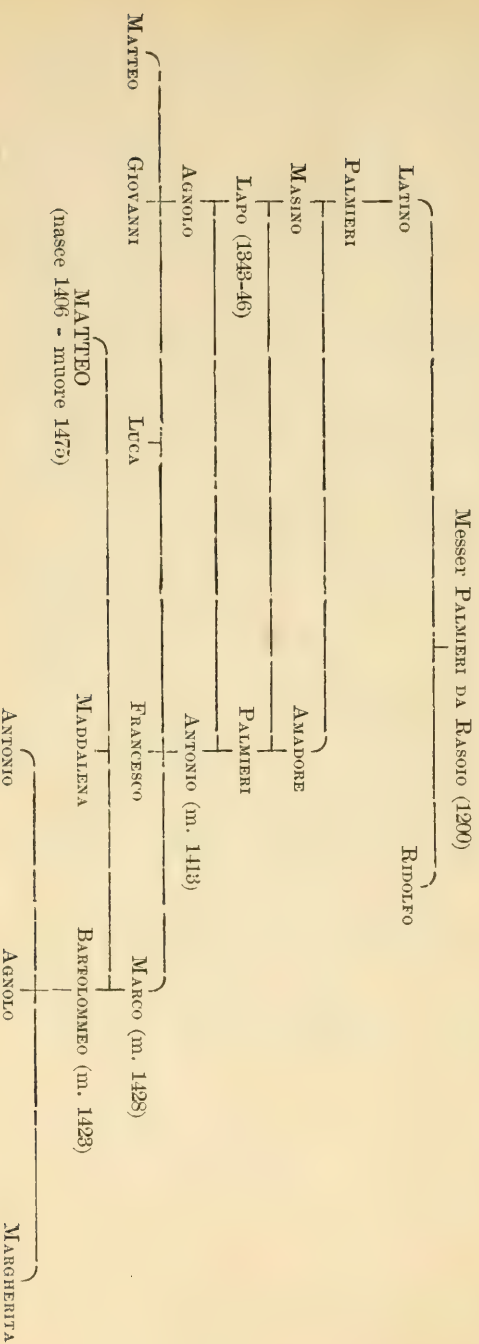 Messer PALMIERI DA RASOIO (1200)
LATINO RIDOLFO
PALMIERI
MASINO AMADORE
LAPO (1343-46) PALMIERI
AGNOLO ANTONIO (m. 1413)
MATTEO GIOVANNI LUCA FRANCESCO MARCO (m. 1428)
MATTEO MADDALENA BARTOLOMMEO (m. 1423)
(nasce 1406 - muore 1475)
ANTONIO AGNOLO MARGHERITA